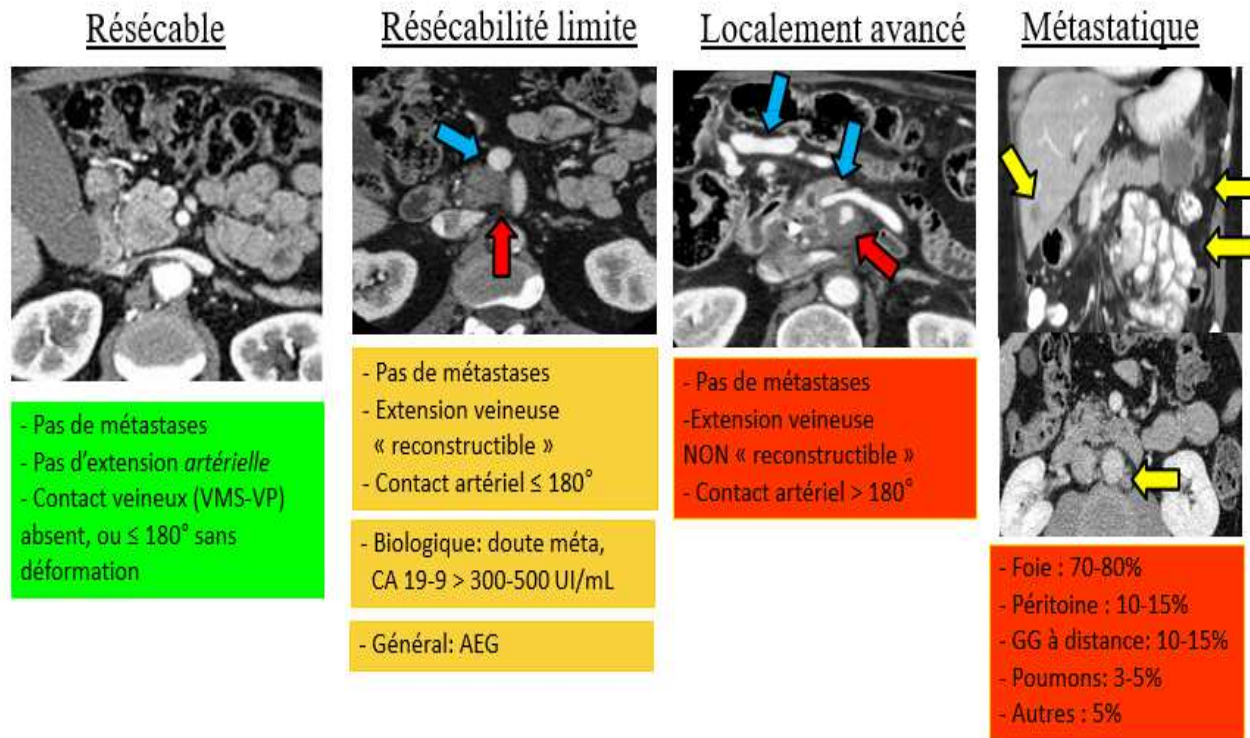 Résécable
Résécabilité limite
Localement avancé
Métastatique
- Pas de métastases
- Pas d'extension artérielle
- Contact veineux (VMS-VP)
absent, ou ≤ 180° sans
déformation
- Pas de métastases
- Extension veineuse
« reconstructible »
- Contact artériel ≤ 180°
- Biologique: doute méta,
CA 19-9 > 300-500 UI/mL
- Général: AEG
- Pas de métastases
-Extension veineuse
NON « reconstructible »
- Contact artériel > 180°
- Foie : 70-80%
- Péritoine : 10-15%
- GG à distance: 10-15%
- Poumons: 3-5%
- Autres : 5%